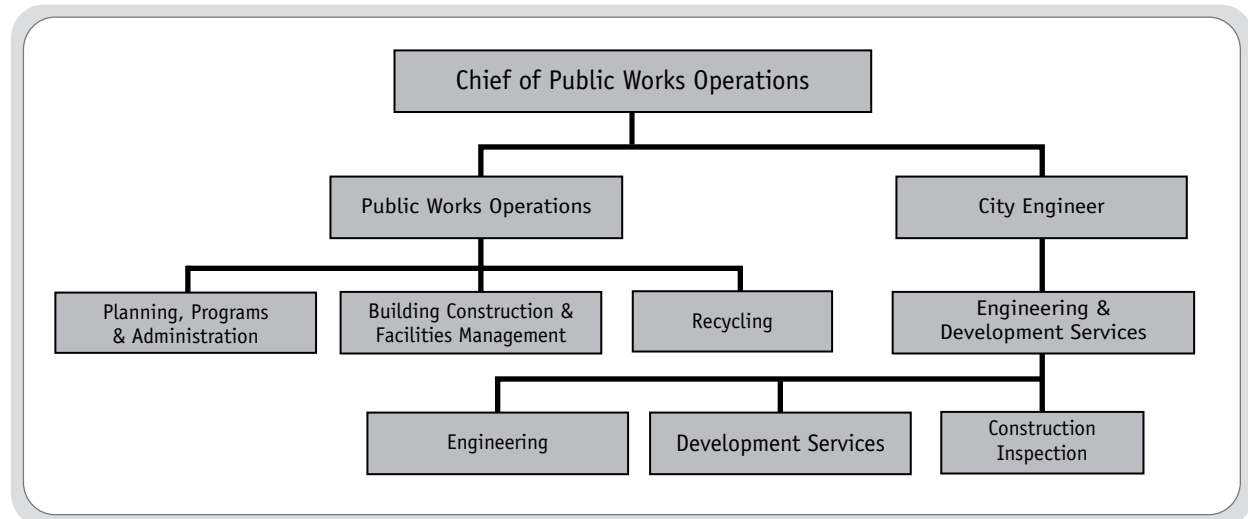 Chief of Public Works Operations
Public Works Operations
City Engineer
Planning, Programs
& Administration
Building Construction &
Facilities Management
Recycling
Engineering &
Development Services
Engineering
Development Services
Construction
Inspection